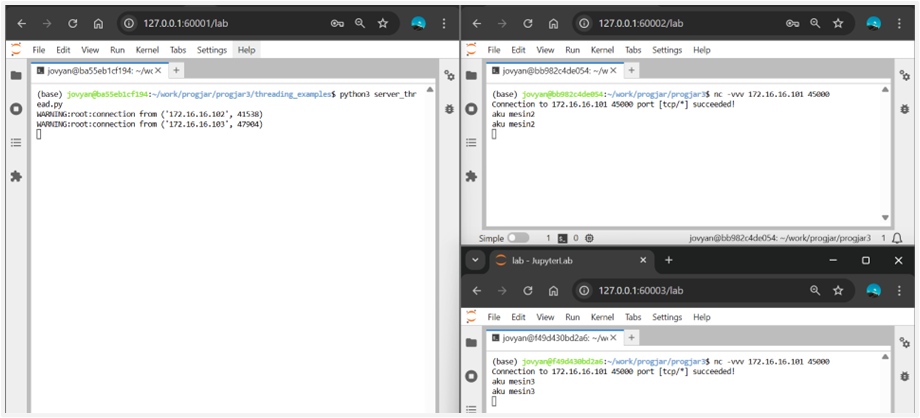 127.0.0.1:60001/lab
File Edit View Run Kernel Tabs Settings Help
jovyan@ba55eb1cf194: ~/wo
(base) jovyan@ba55eb1cf194:~/work/progjar/progjar3/threading_examples$ python3 server_thr
ead.py
WARNING:root:connection from ('172.16.16.102', 41538)
WARNING:root:connection from ('172.16.16.103', 47904)
127.0.0.1:60002/lab
File Edit View Run Kernel Tabs Settings Help
jovyan@bb982c4de054: ~/wo
(base) jovyan@bb982c4de054:~/work/progjar/progjar3$ nc -vvv 172.16.16.101 45000
Connection to 172.16.16.101 45000 port [tcp/*] succeeded!
aku mesin2
aku mesin2
Simple 1 0 jovyan@bb982c4de054: ~/work/progjar/progjar3 1
lab - JupyterLab
127.0.0.1:60003/lab
File Edit View Run Kernel Tabs Settings Help
jovyan@f49d430bd2a6: ~/wo
(base) jovyan@f49d430bd2a6:~/work/progjar/progjar3$ nc -vvv 172.16.16.101 45000
Connection to 172.16.16.101 45000 port [tcp/*] succeeded!
aku mesin3
aku mesin3